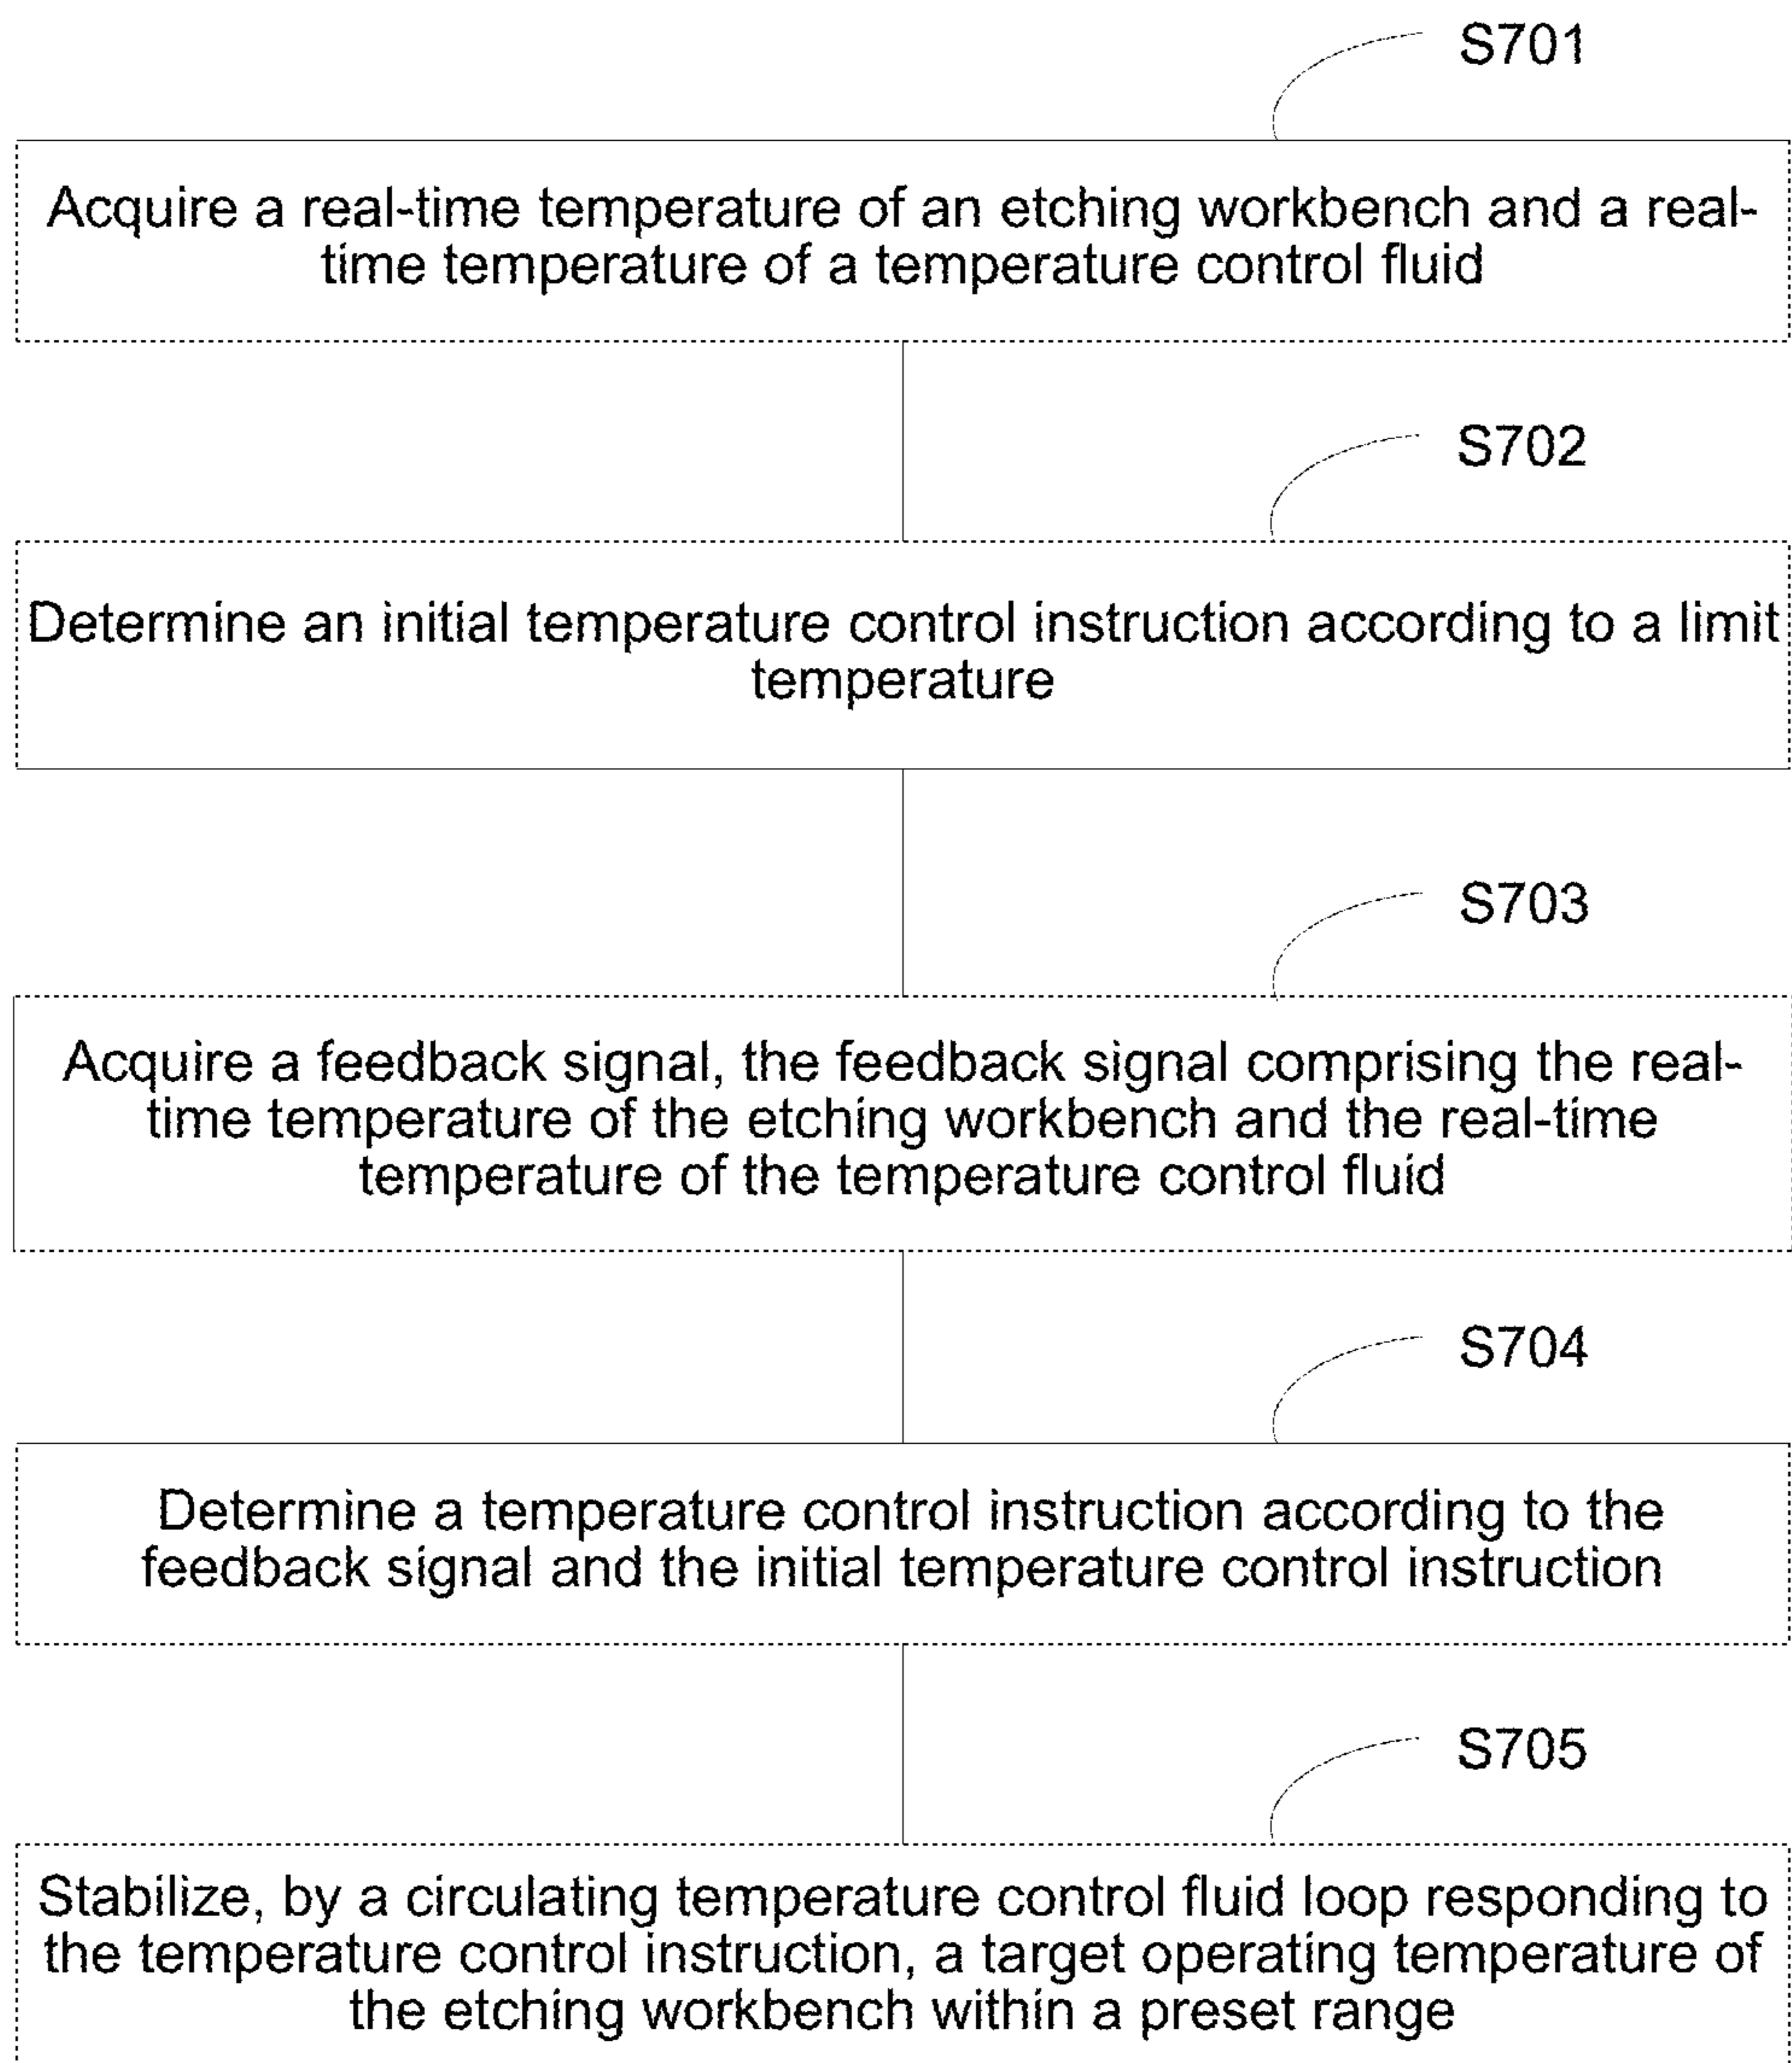 S701
Acquire a real-time temperature of an etching workbench and a real-
time temperature of a temperature control fluid
S702
Determine an initial temperature control instruction according to a limit
temperature
S703
Acquire a feedback signal, the feedback signal comprising the real-
time temperature of the etching workbench and the real-time
temperature of the temperature control fluid
S704
Determine a temperature control instruction according to the
feedback signal and the initial temperature control instruction
S705
Stabilize, by a circulating temperature control fluid loop responding to
the temperature control instruction, a target operating temperature of
the etching workbench within a preset range